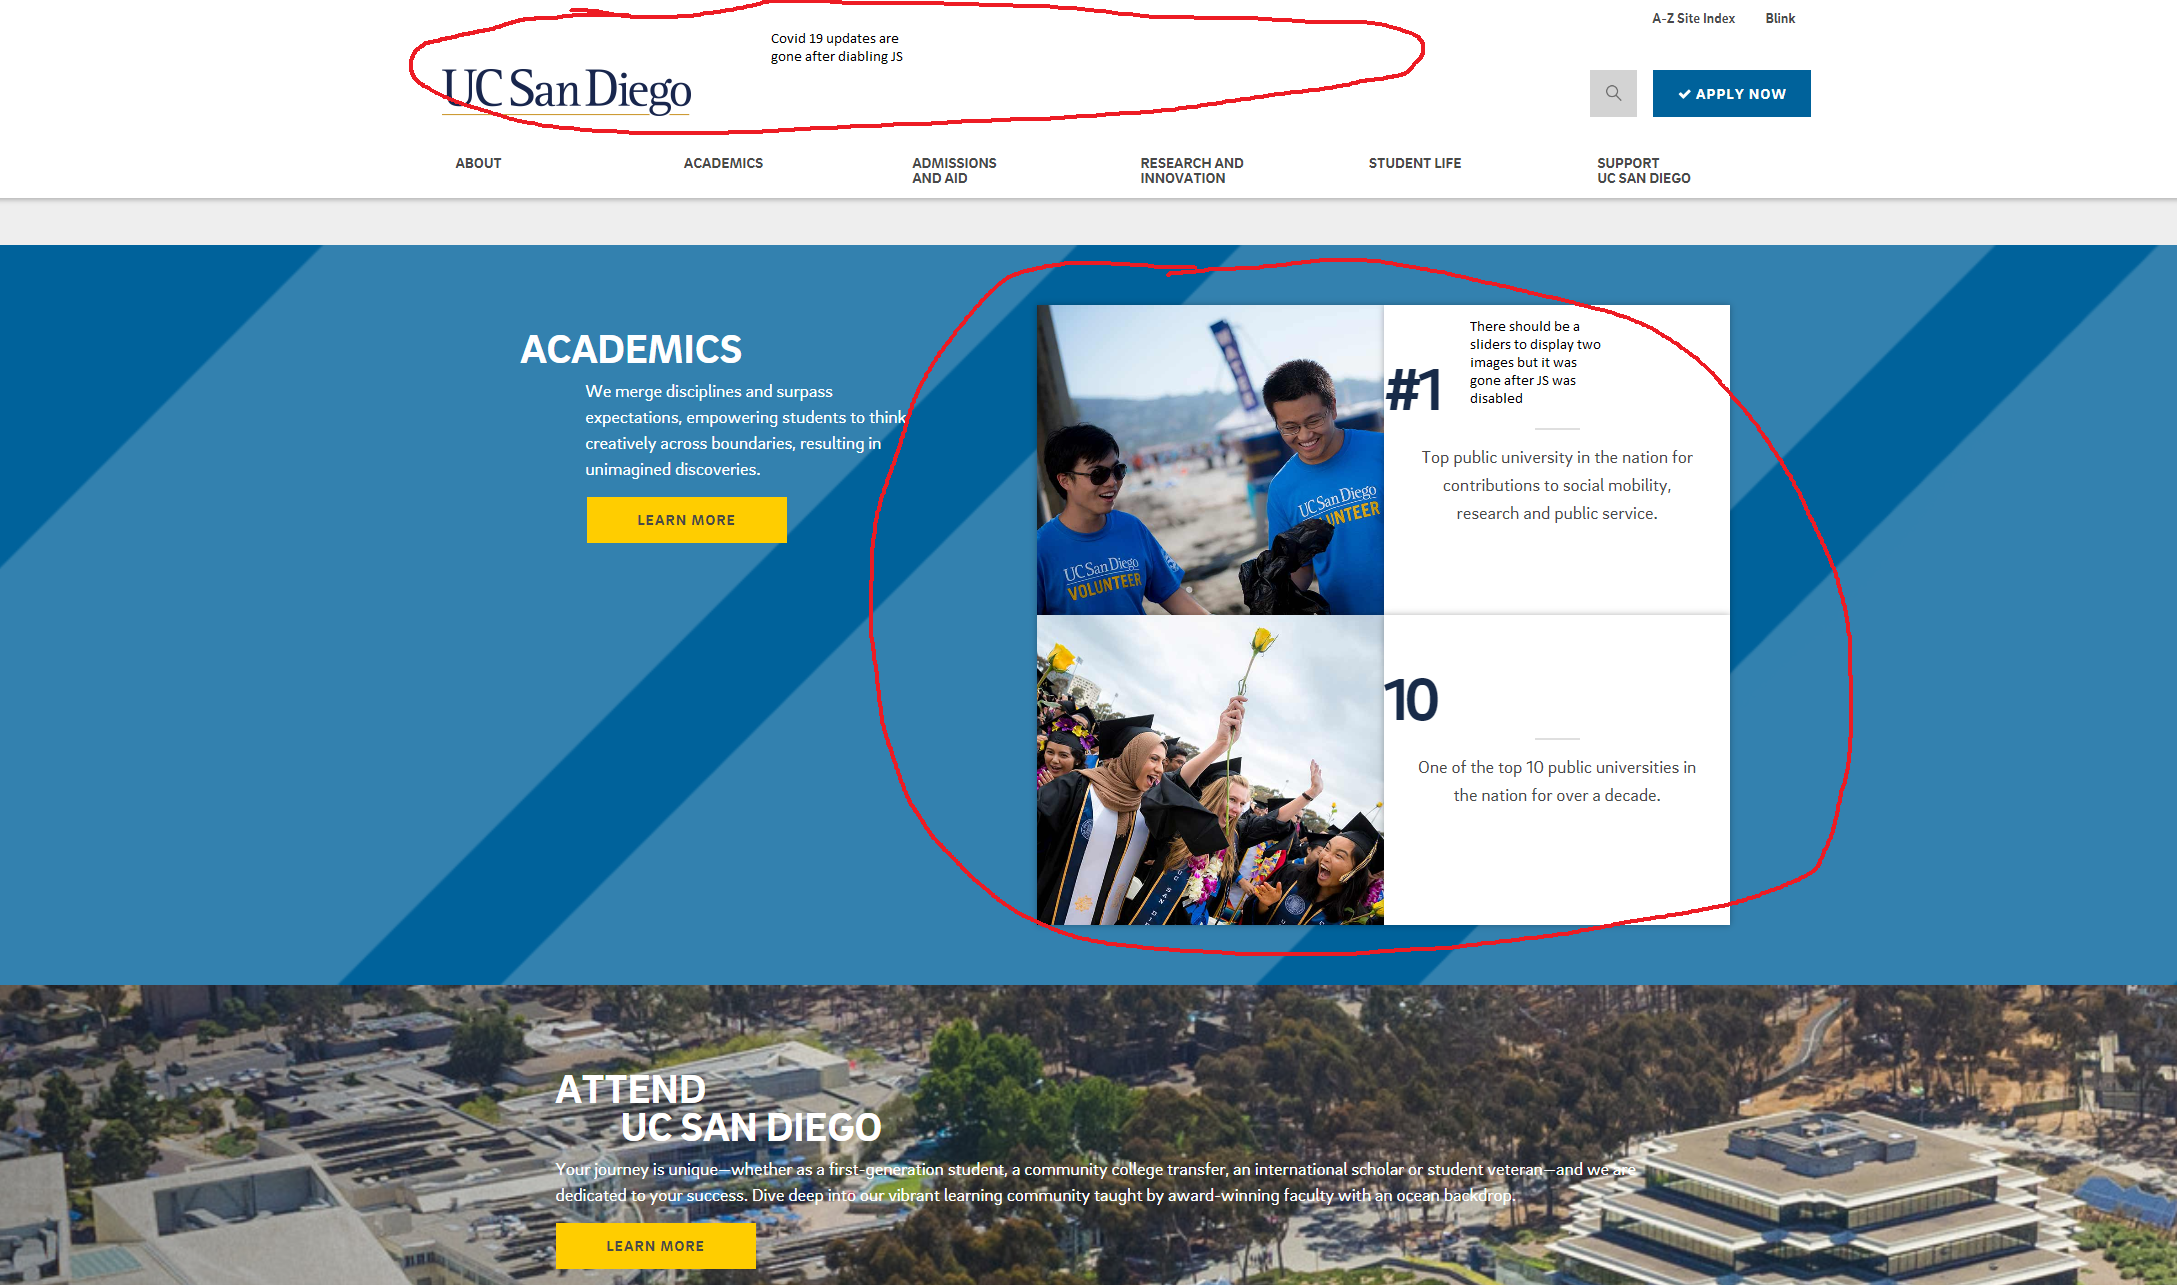 A-Z Site Index Blink
Covid 19 updates are
gone after diabling JS
UC San Diego
APPLY NOW
ABOUT
ACADEMICS
ADMISSIONS
AND AID
RESEARCH AND
INNOVATION
STUDENT LIFE
SUPPORT
UC SAN DIEGO
ACADEMICS
We merge disciplines and surpass
expectations, empowering students to think
creatively across boundaries, resulting in
unimagined discoveries.
LEARN MORE
UC San Diego
VOLUNTEER
UC San Diego
UNTEER
There should be a
sliders to display two
images but it was
gone after JS was
disabled
#1
Top public university in the nation for
contributions to social mobility,
research and public service.
10
One of the top 10 public universities in
the nation for over a decade.
ATTEND
UC SAN DIEGO
Your journey is unique—whether as a first-generation student, a community college transfer, an international scholar or student veteran—and we are
dedicated to your success. Dive deep into our vibrant learning community taught by award-winning faculty with an ocean backdrop.
LEARN MORE